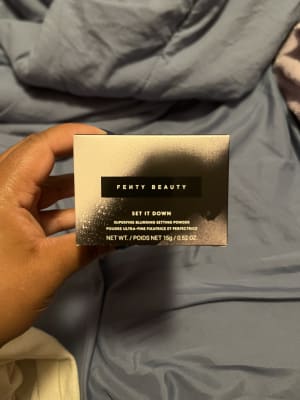 FENTY BEAUTY
SET IT DOWN
SUPERFINE BLURRING SETTING POWDER
POUDRE ULTRA-FINE FIXATRICE ET PERFECTRICE
NET WT. / POIDS NET 15g / 0.52 OZ.